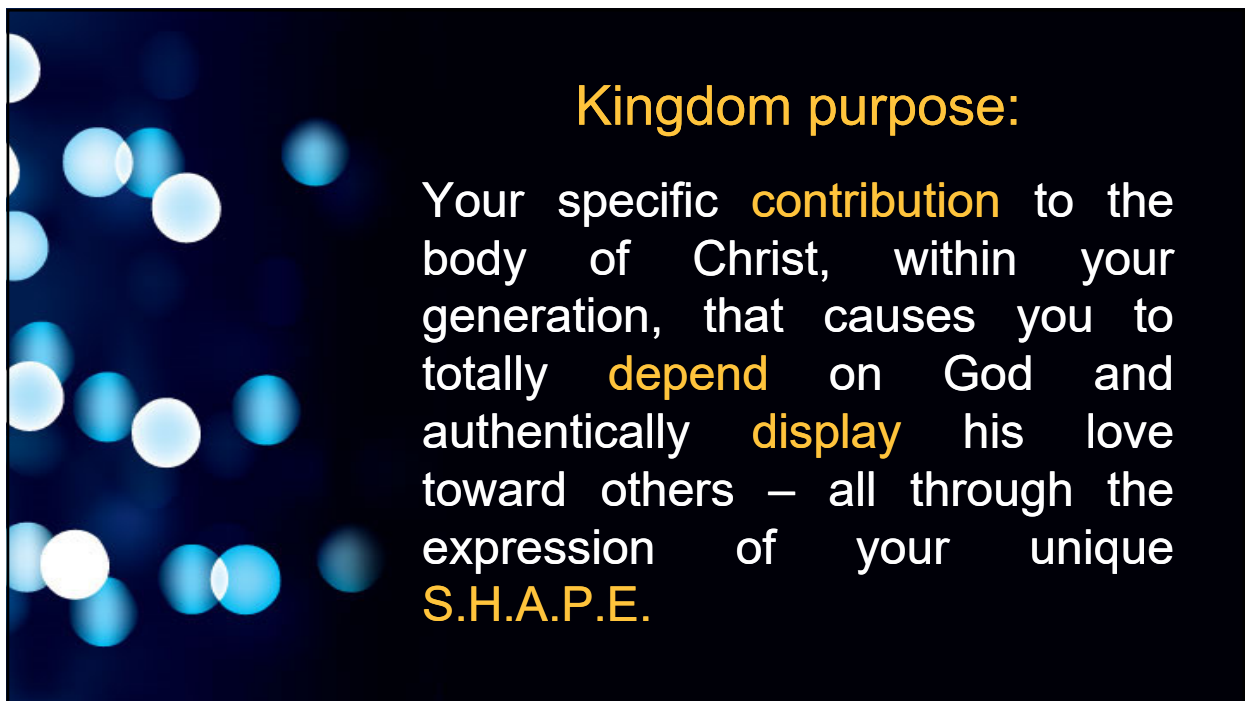 Kingdom purpose:
Your specific contribution to the
body of Christ, within your
generation, that causes you to
totally depend on God and
authentically display his love
toward others – all through the
expression of your unique
S.H.A.P.E.